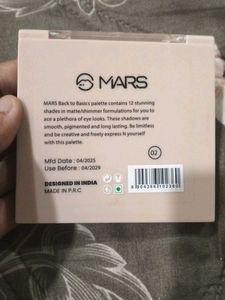 MARS
MARS Back to Basics palette contains 12 stunning
shades in matte/shimmer formulations for you to
ace a plethora of eye looks. These shadows are
smooth, pigmented and long lasting. Be limitless
and be creative and freely express N yourself
with this palette.
02
Mfd Date : 04/2025
Use Before : 04/2029
DESIGNED IN INDIA
MADE IN P.R.C